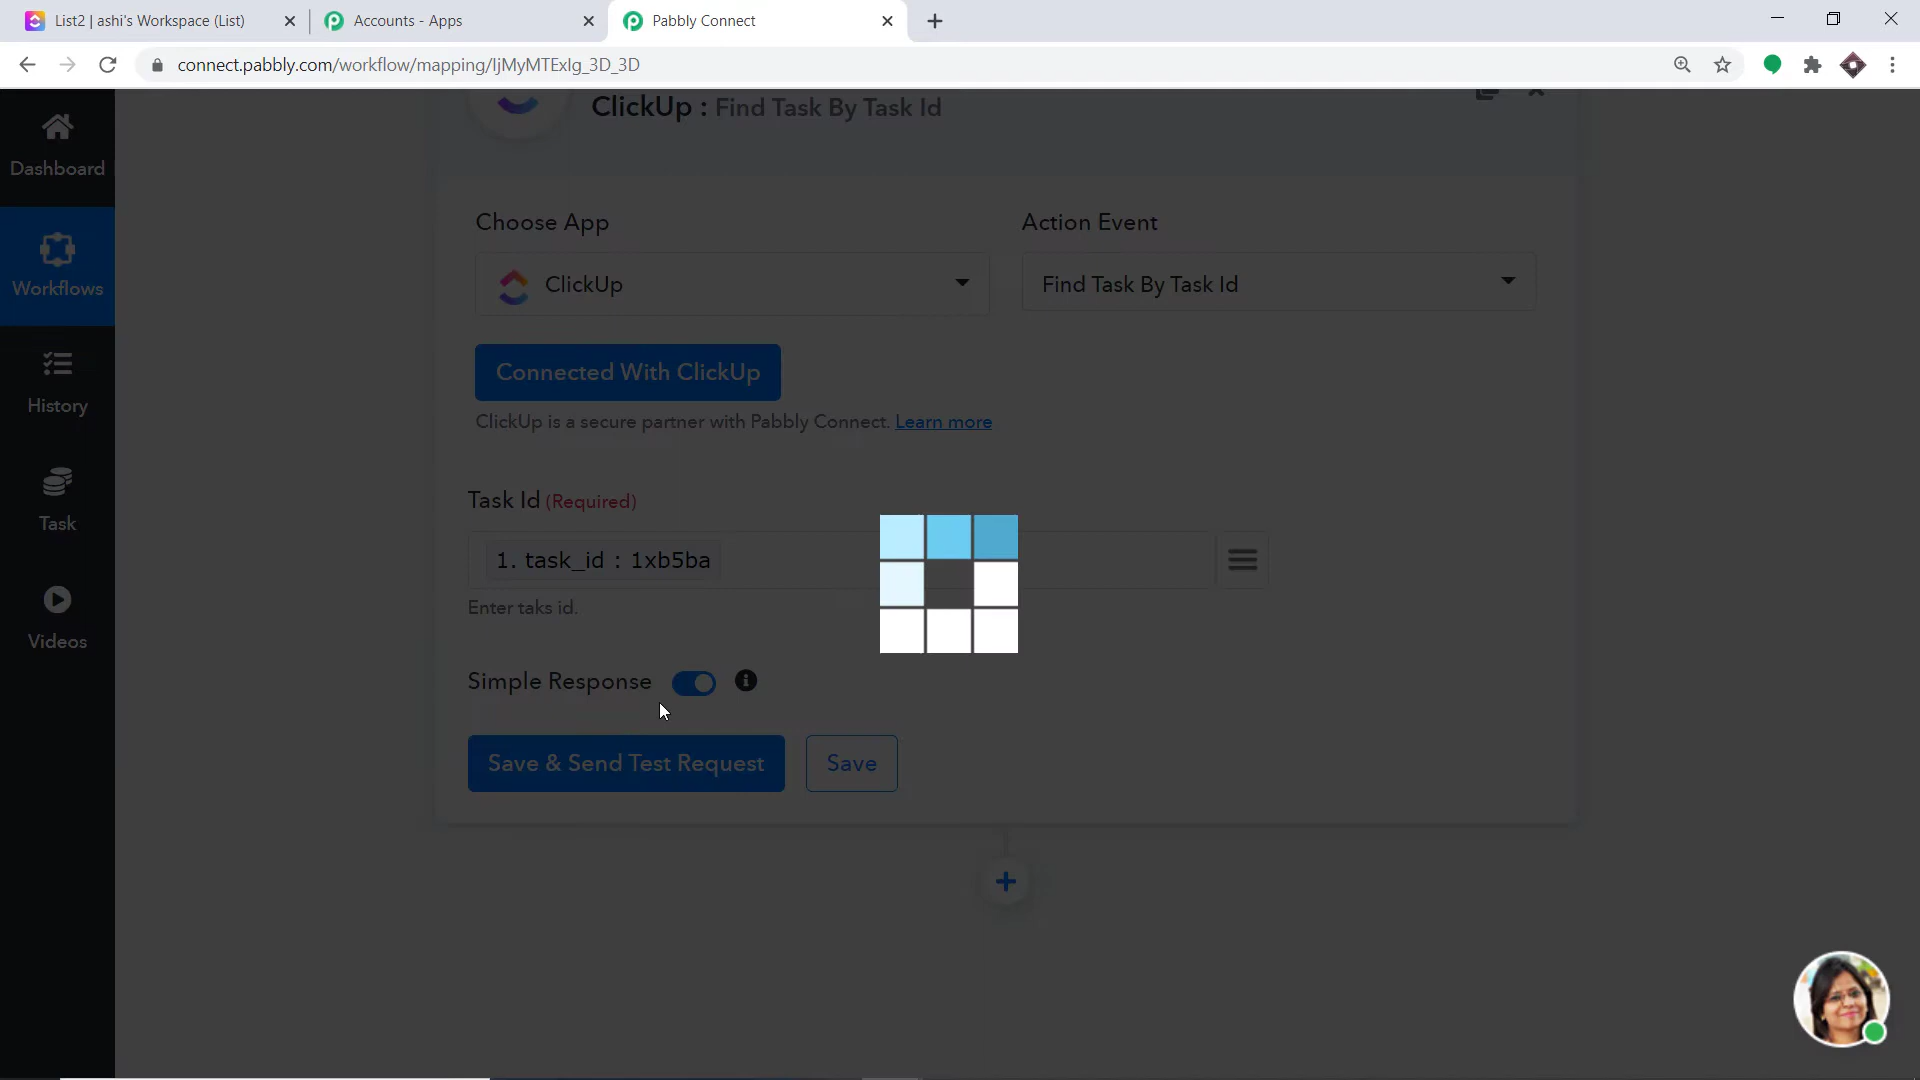 List2 | ashi's Workspace (List)
Accounts - Apps
Pabbly Connect
connect.pabbly.com/workflow/mapping/IjMyMTExIg_3D_3D
ClickUp : Find Task By Task Id
Dashboard
Workflows
History
Task
Videos
Choose App
Action Event
ClickUp
Find Task By Task Id
Connected With ClickUp
ClickUp is a secure partner with Pabbly Connect. Learn more
Task Id (Required)
1. task_id : 1xb5ba
Enter taks id.
Simple Response
Save & Send Test Request
Save